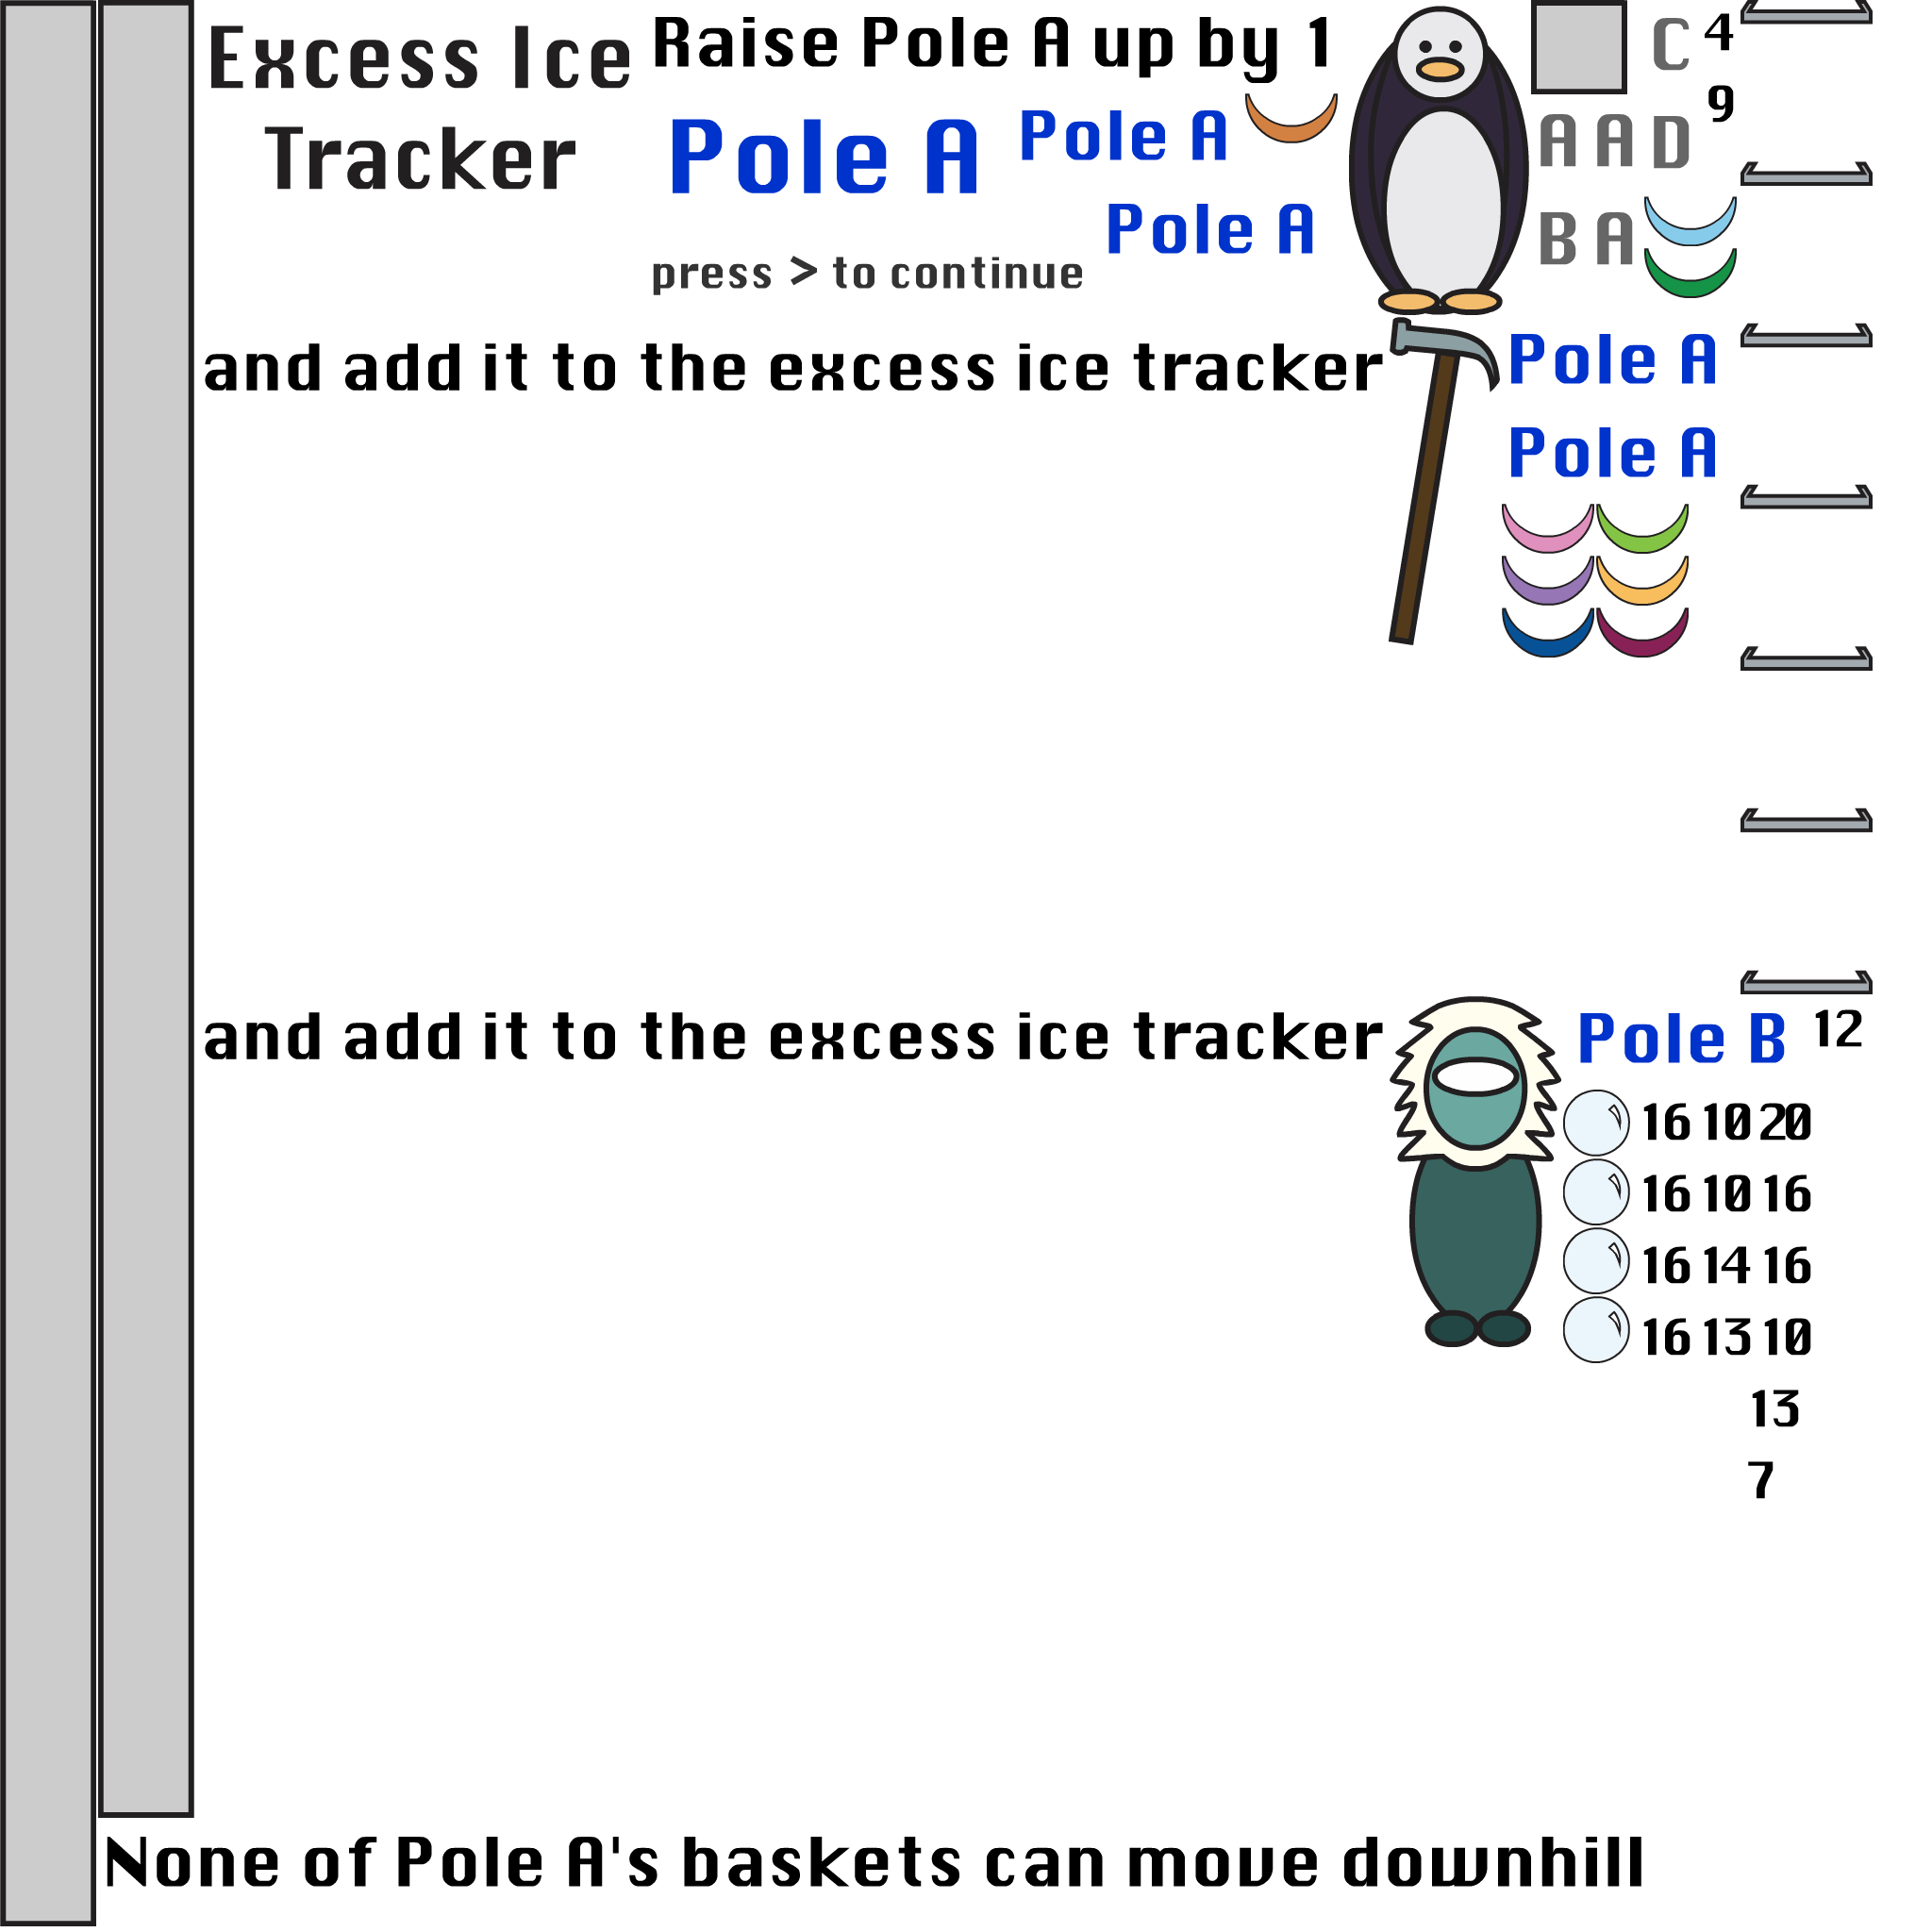 Excess Ice
Tracker
Raise Pole A up by 1
Pole A
Pole A
Pole A
press > to continue
C
4
9
A A D
B A
and add it to the excess ice tracker
Pole A
Pole A
and add it to the excess ice tracker
Pole B
12
16 10 20
16 10 16
16 14 16
16 13 10
13
7
None of Pole A's baskets can move downhill